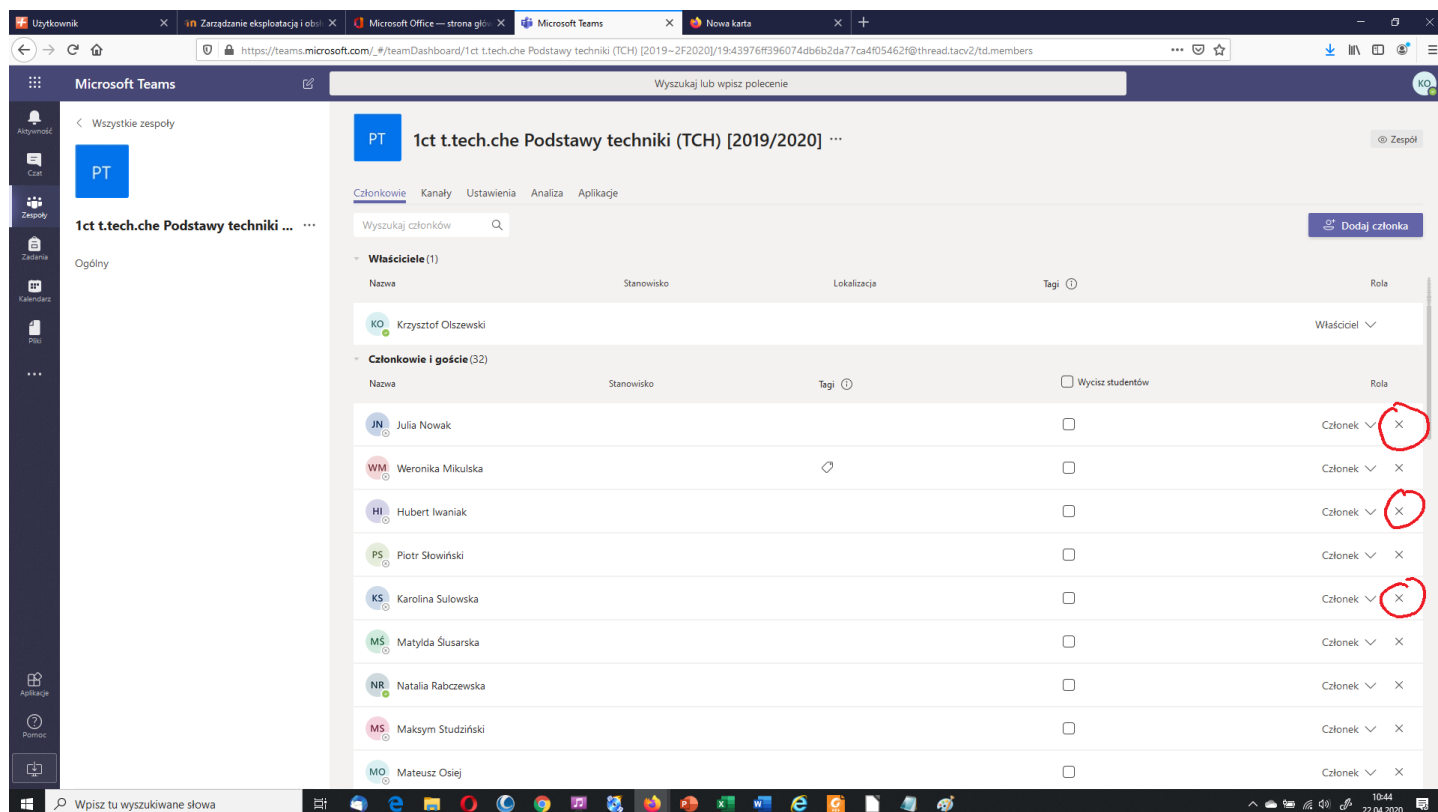 Użytkownik
Zarządzanie eksploatacją i obsł
Microsoft Office — strona głów
Microsoft Teams
Nowa karta
https://teams.microsoft.com/_#/teamDashboard/1ct t.tech.che Podstawy techniki (TCH) [2019~2F2020]/19:43976ff396074db6b2da77ca4f05462f@thread.tacv2/td.members
Microsoft Teams
Wyszukaj lub wpisz polecenie
KO
Aktywność
Czat
Zespoły
Zadania
Kalendarz
Pliki
Aplikacje
Pomoc
Wszystkie zespoły
PT
1ct t.tech.che Podstawy techniki ...
Ogólny
PT
1ct t.tech.che Podstawy techniki (TCH) [2019/2020]
Zespół
Członkowie Kanały Ustawienia Analiza Aplikacje
Wyszukaj członków
Dodaj członka
Właściciele (1)
Nazwa Stanowisko Lokalizacja Tagi Rola
KO Krzysztof Olszewski Właściciel
Członkowie i goście (32)
Nazwa Stanowisko Tagi Wycisz studentów Rola
JN Julia Nowak Członek
WM Weronika Mikulska Członek
HI Hubert Iwaniak Członek
PS Piotr Słowiński Członek
KS Karolina Sulowska Członek
MŚ Matylda Ślusarska Członek
NR Natalia Rabczewska Członek
MS Maksym Studziński Członek
MO Mateusz Osiej Członek
Wpisz tu wyszukiwane słowa
10:44
22.04.2020